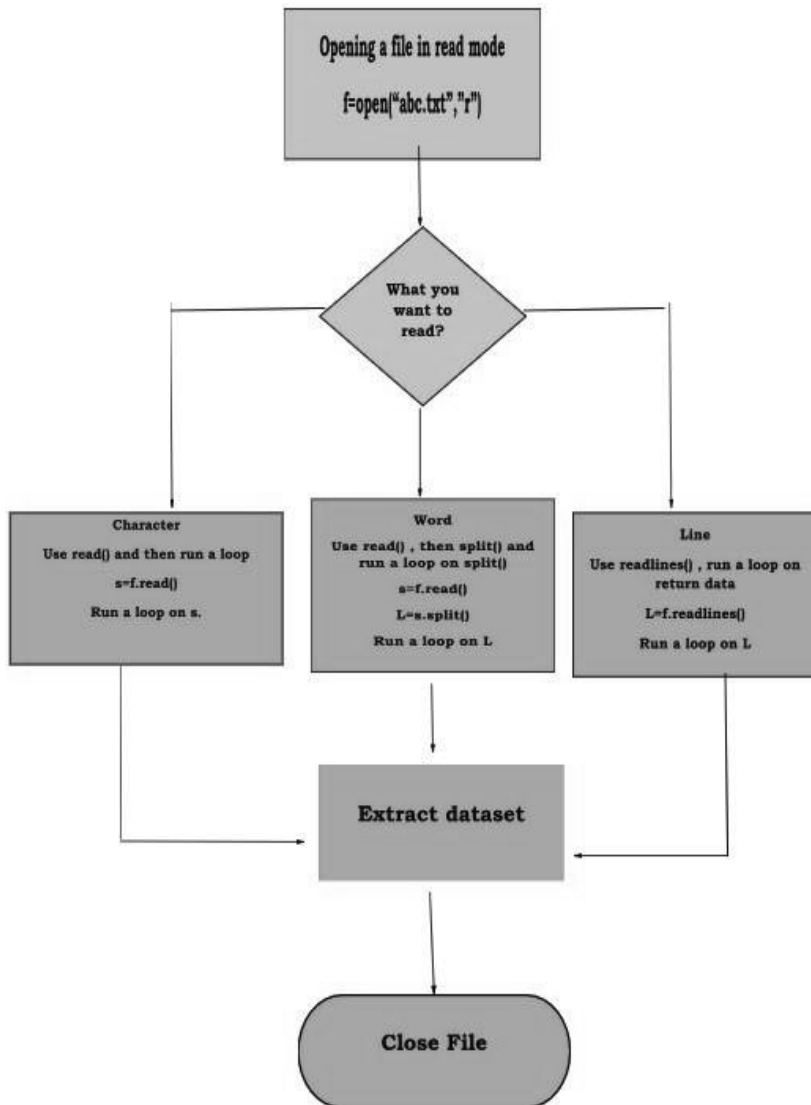 Opening a file in read mode
f=open(“abc.txt”,”r”)
What you
want to
read?
Character
Use read() and then run a loop
s=f.read()
Run a loop on s.
Word
Use read() , then split() and
run a loop on split()
s=f.read()
L=s.split()
Run a loop on L
Line
Use readlines() , run a loop on
return data
L=f.readlines()
Run a loop on L
Extract dataset
Close File